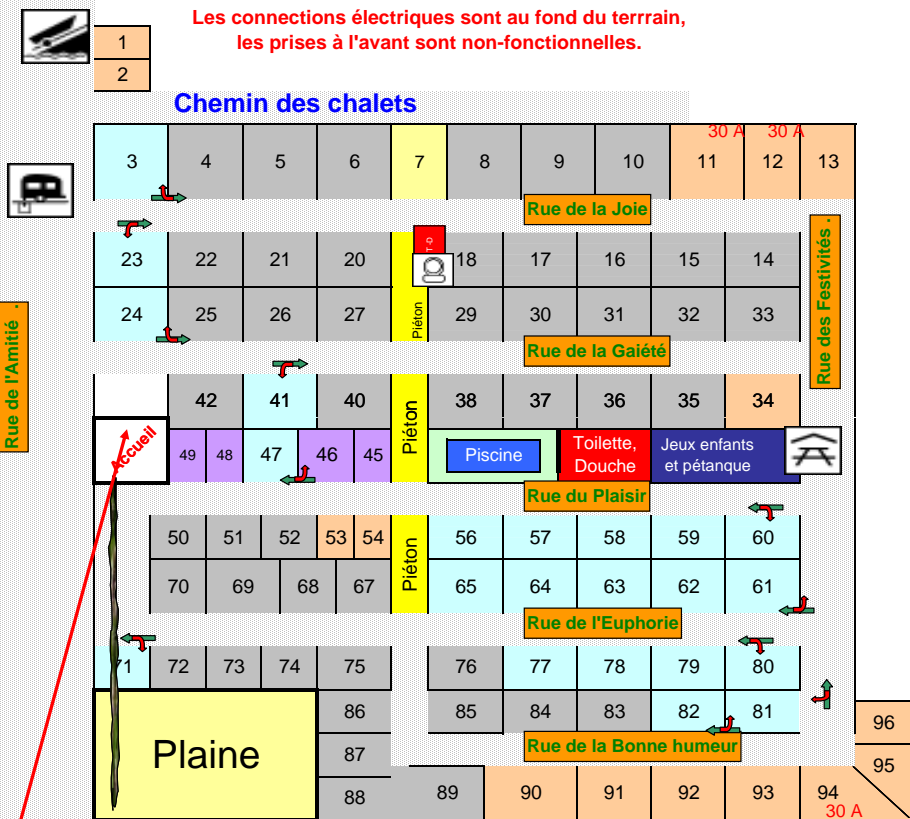 Les connections électriques sont au fond du terrrain,
les prises à l'avant sont non-fonctionnelles.
1
2
Chemin des chalets
30 A 30 A
3 4 5 6 7 8 9 10 11 12 13
Rue de la Joie
23 22 21 20 T-D 18 17 16 15 14
Rue des Festivités .
24 25 26 27 Piéton 29 30 31 32 33
Rue de l'Amitié .
Rue de la Gaiété
42 41 40 Piéton 38 37 36 35 34
Accueil
49 48 47 46 45 Piscine Toilette, Jeux enfants
Douche et pétanque
Rue du Plaisir
50 51 52 53 54 Piéton 56 57 58 59 60
70 69 68 67 65 64 63 62 61
Rue de l'Euphorie
71 72 73 74 75 76 77 78 79 80
86 85 84 83 82 81
96
Plaine
87
Rue de la Bonne humeur
95
88 89 90 91 92 93 94
30 A